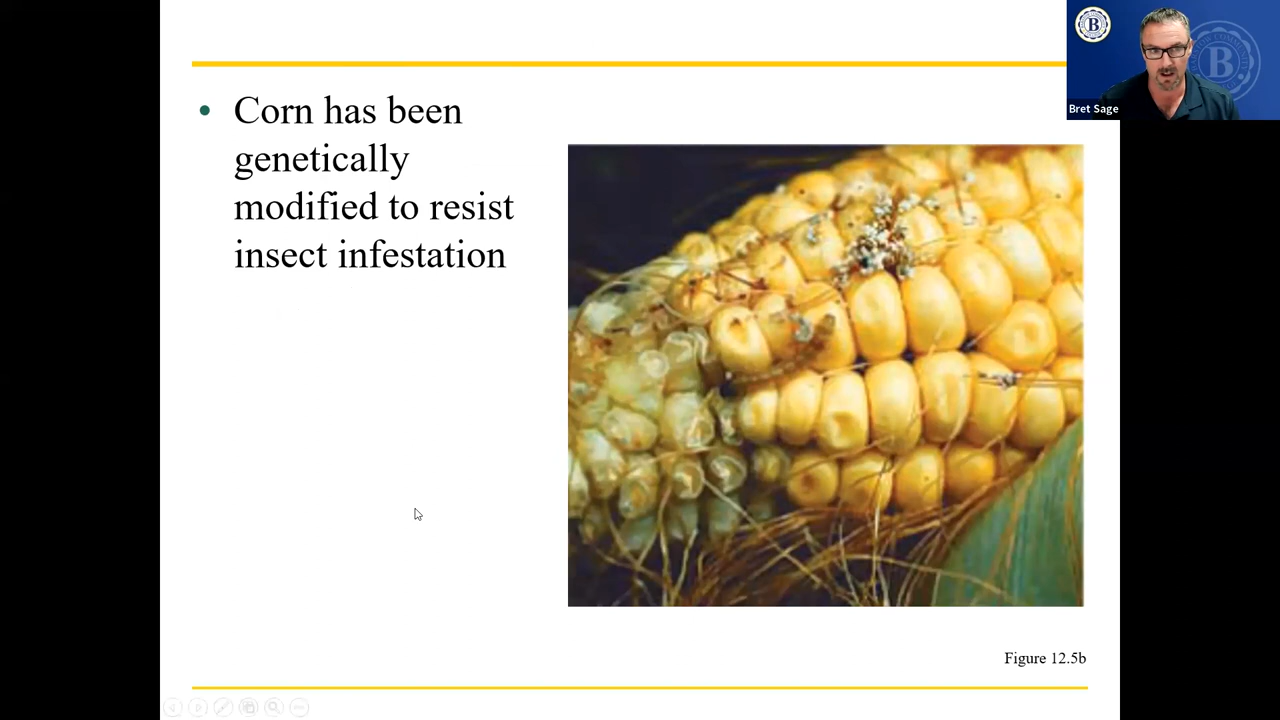 • Corn has been
genetically
modified to resist
insect infestation
Figure 12.5b
B
Bret Sage
B